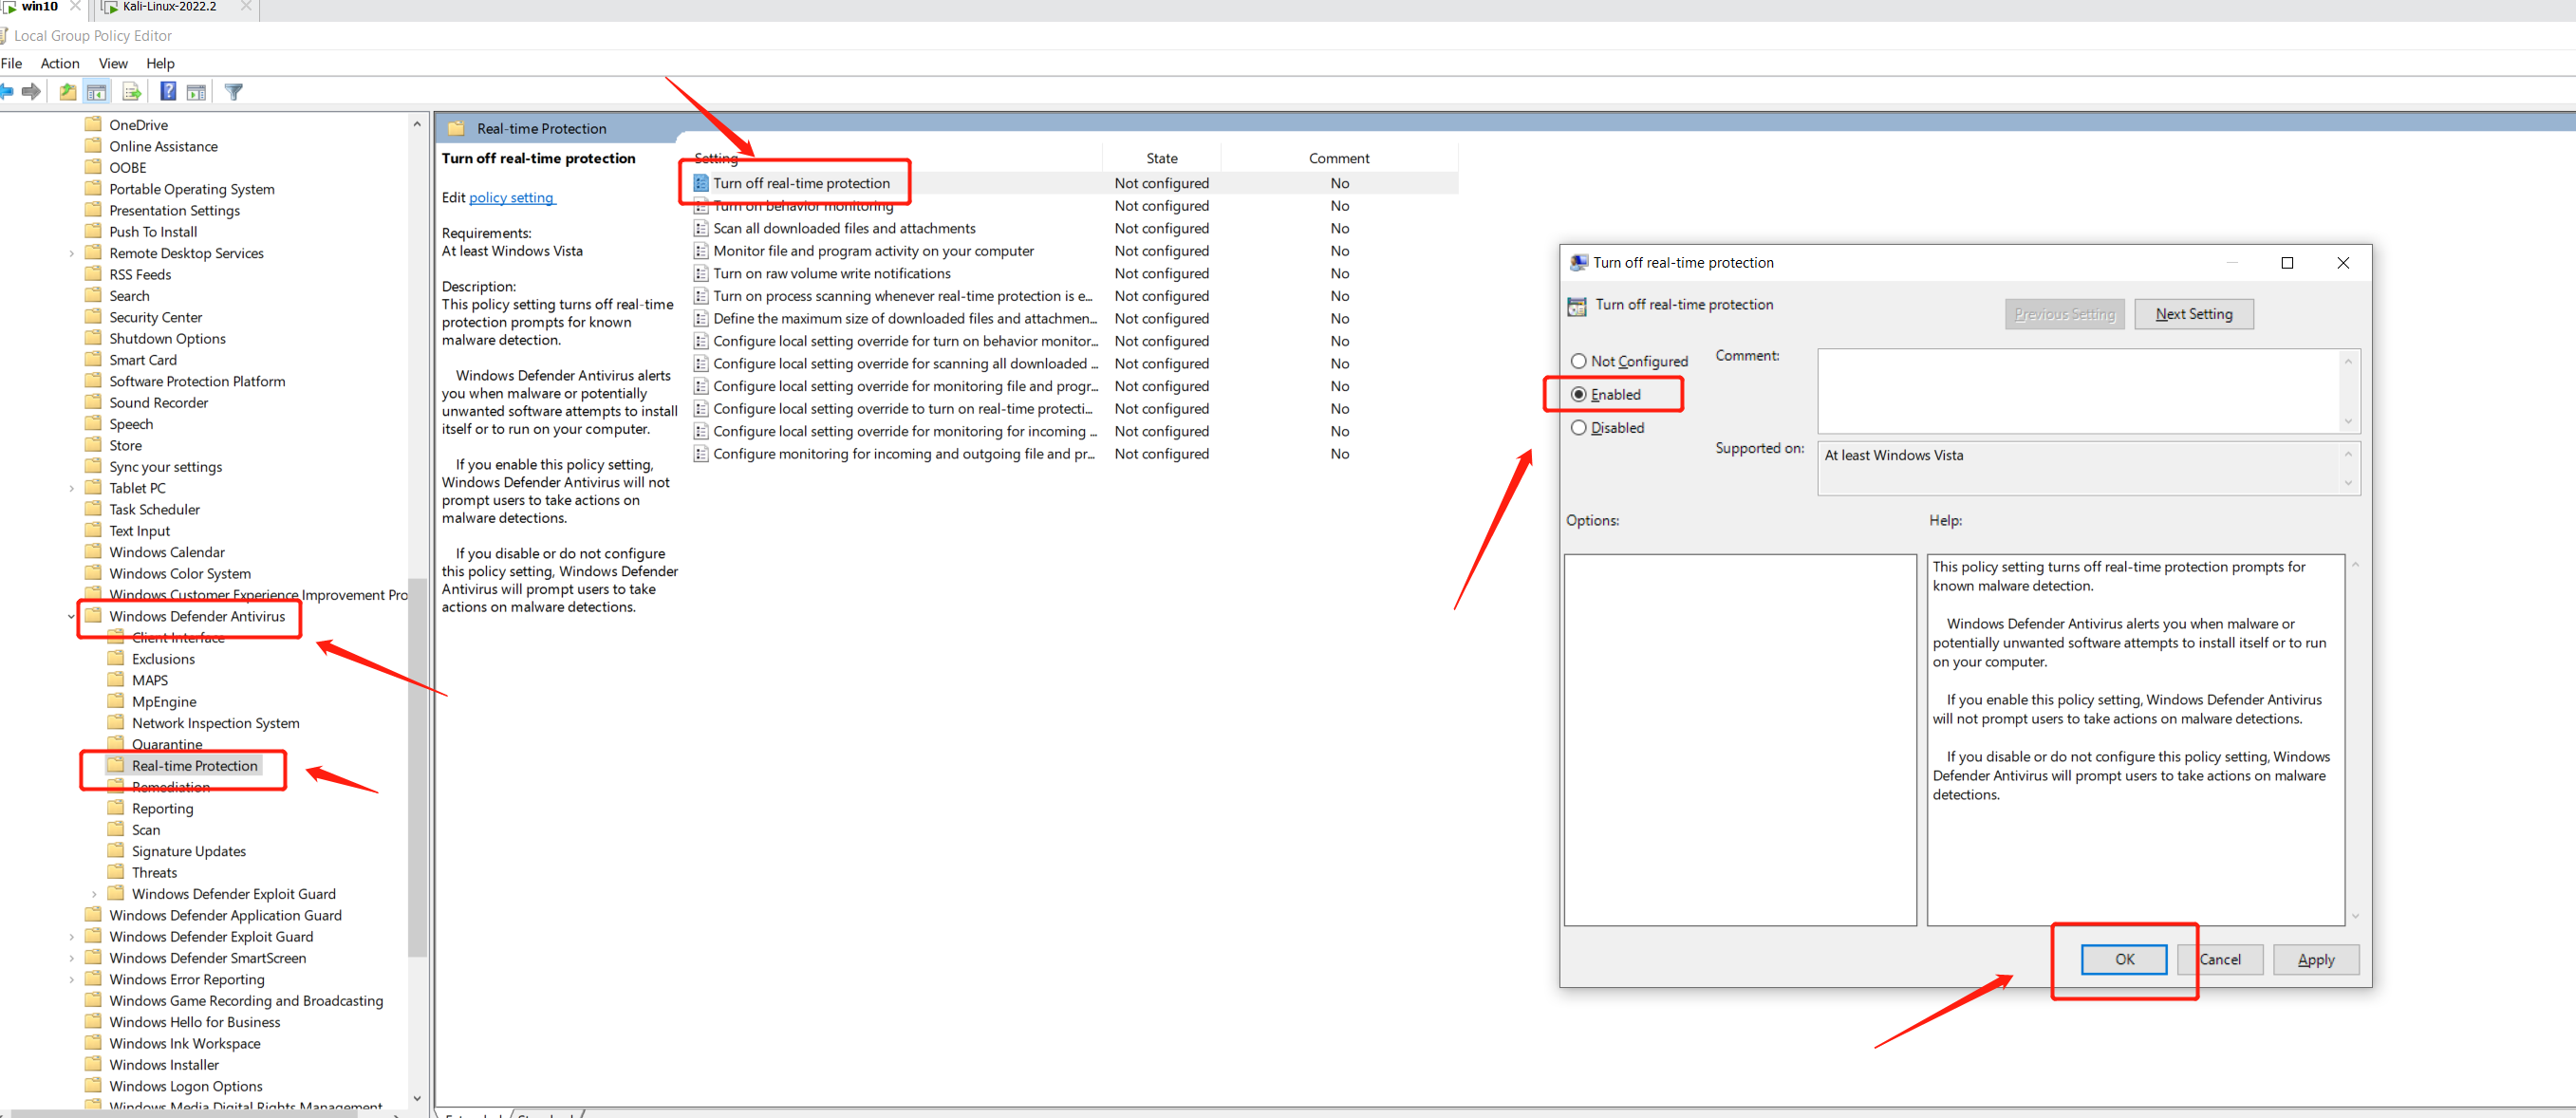 win10
Kali-Linux-2022.2
Local Group Policy Editor
File Action View Help
OneDrive
Online Assistance
OOBE
Portable Operating System
Presentation Settings
Push To Install
Remote Desktop Services
RSS Feeds
Search
Security Center
Shutdown Options
Smart Card
Software Protection Platform
Sound Recorder
Speech
Store
Sync your settings
Tablet PC
Task Scheduler
Text Input
Windows Calendar
Windows Color System
Windows Customer Experience Improvement Pro
Windows Defender Antivirus
Client Interface
Exclusions
MAPS
MpEngine
Network Inspection System
Quarantine
Real-time Protection
Remediation
Reporting
Scan
Signature Updates
Threats
Windows Defender Exploit Guard
Windows Defender Application Guard
Windows Defender Exploit Guard
Windows Defender SmartScreen
Windows Error Reporting
Windows Game Recording and Broadcasting
Windows Hello for Business
Windows Ink Workspace
Windows Installer
Windows Logon Options
Windows Media Digital Rights Management
Real-time Protection
Turn off real-time protection
Edit policy setting
Requirements:
At least Windows Vista
Description:
This policy setting turns off real-time
protection prompts for known
malware detection.
Windows Defender Antivirus alerts
you when malware or potentially
unwanted software attempts to install
itself or to run on your computer.
If you enable this policy setting,
Windows Defender Antivirus will not
prompt users to take actions on
malware detections.
If you disable or do not configure
this policy setting, Windows Defender
Antivirus will prompt users to take
actions on malware detections.
Setting State Comment
Turn off real-time protection Not configured No
Turn on behavior monitoring Not configured No
Scan all downloaded files and attachments Not configured No
Monitor file and program activity on your computer Not configured No
Turn on raw volume write notifications Not configured No
Turn on process scanning whenever real-time protection is e... Not configured No
Define the maximum size of downloaded files and attachmen... Not configured No
Configure local setting override for turn on behavior monitor... Not configured No
Configure local setting override for scanning all downloaded ... Not configured No
Configure local setting override for monitoring file and progr... Not configured No
Configure local setting override to turn on real-time protecti... Not configured No
Configure local setting override for monitoring for incoming ... Not configured No
Configure monitoring for incoming and outgoing file and pr... Not configured No
Turn off real-time protection
Turn off real-time protection
Previous Setting Next Setting
Not Configured
Enabled
Disabled
Comment:
Supported on:
At least Windows Vista
Options:
Help:
This policy setting turns off real-time protection prompts for
known malware detection.
Windows Defender Antivirus alerts you when malware or
potentially unwanted software attempts to install itself or to run
on your computer.
If you enable this policy setting, Windows Defender Antivirus
will not prompt users to take actions on malware detections.
If you disable or do not configure this policy setting, Windows
Defender Antivirus will prompt users to take actions on malware
detections.
OK Cancel Apply